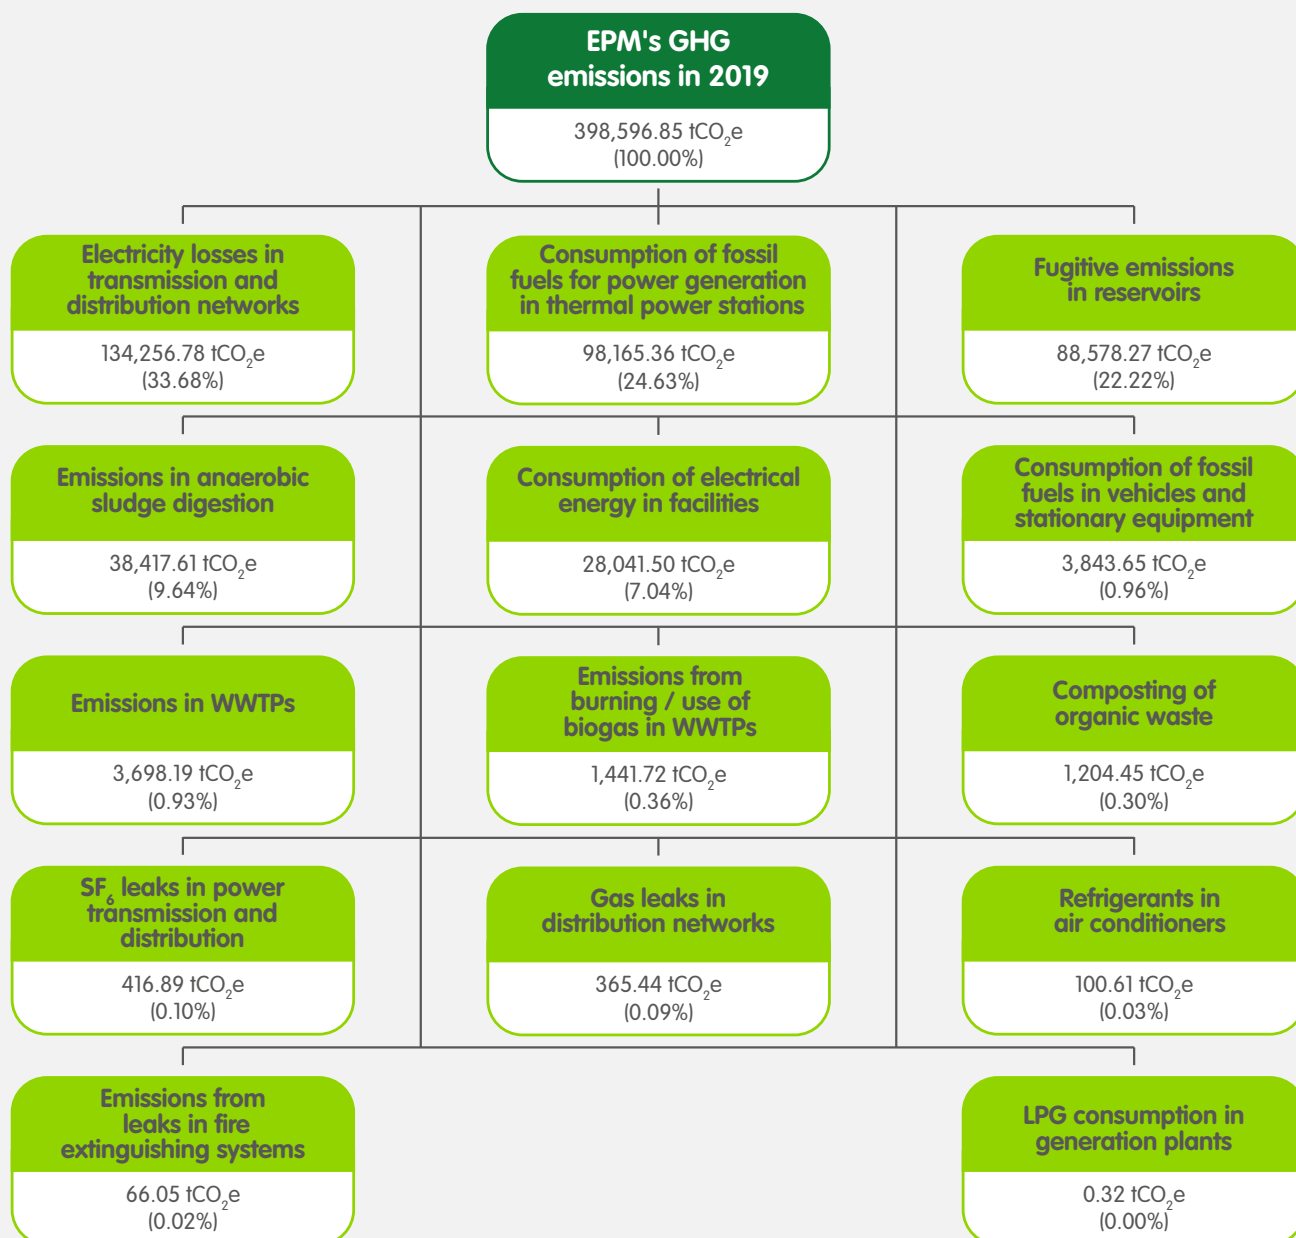 EPM's GHG
emissions in 2019
398,596.85 tCO₂e
(100.00%)
Electricity losses in
transmission and
distribution networks
134,256.78 tCO₂e
(33.68%)
Consumption of fossil
fuels for power generation
in thermal power stations
98,165.36 tCO₂e
(24.63%)
Fugitive emissions
in reservoirs
88,578.27 tCO₂e
(22.22%)
Emissions in anaerobic
sludge digestion
38,417.61 tCO₂e
(9.64%)
Consumption of electrical
energy in facilities
28,041.50 tCO₂e
(7.04%)
Consumption of fossil
fuels in vehicles and
stationary equipment
3,843.65 tCO₂e
(0.96%)
Emissions in WWTPs
3,698.19 tCO₂e
(0.93%)
Emissions from
burning / use of
biogas in WWTPs
1,441.72 tCO₂e
(0.36%)
Composting of
organic waste
1,204.45 tCO₂e
(0.30%)
SF₆ leaks in power
transmission and
distribution
416.89 tCO₂e
(0.10%)
Gas leaks in
distribution networks
365.44 tCO₂e
(0.09%)
Refrigerants in
air conditioners
100.61 tCO₂e
(0.03%)
Emissions from
leaks in fire
extinguishing systems
66.05 tCO₂e
(0.02%)
LPG consumption in
generation plants
0.32 tCO₂e
(0.00%)